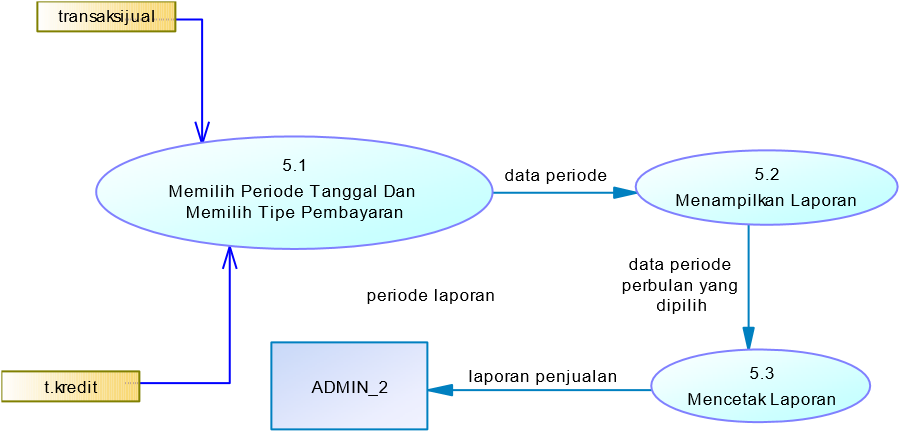 transaksijual
5.1
Memilih Periode Tanggal Dan
Memilih Tipe Pembayaran
data periode
5.2
Menampilkan Laporan
data periode
perbulan yang
dipilih
periode laporan
t.kredit
ADMIN_2
laporan penjualan
5.3
Mencetak Laporan